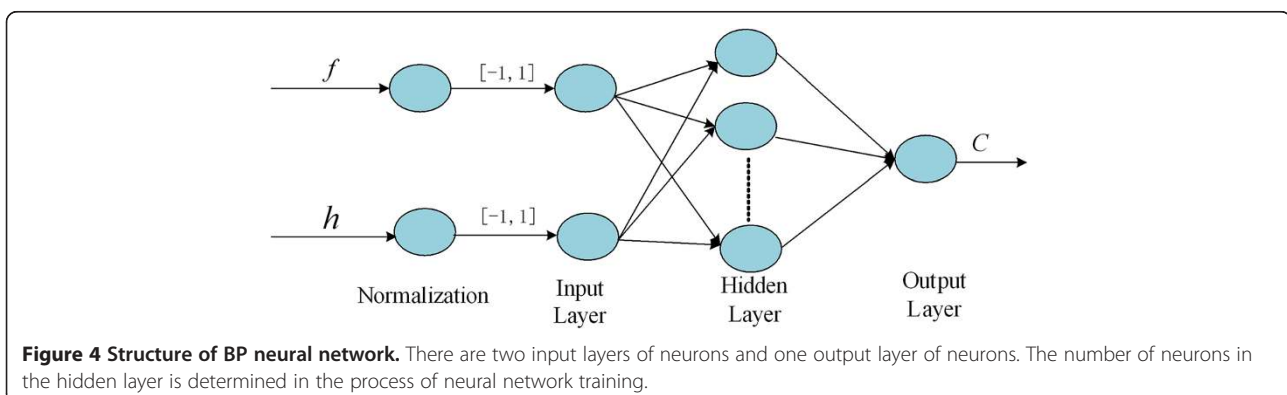 f
[-1, 1]
C
h
[-1, 1]
Normalization
Input
Layer
Hidden
Layer
Output
Layer
Figure 4 Structure of BP neural network. There are two input layers of neurons and one output layer of neurons. The number of neurons in
the hidden layer is determined in the process of neural network training.